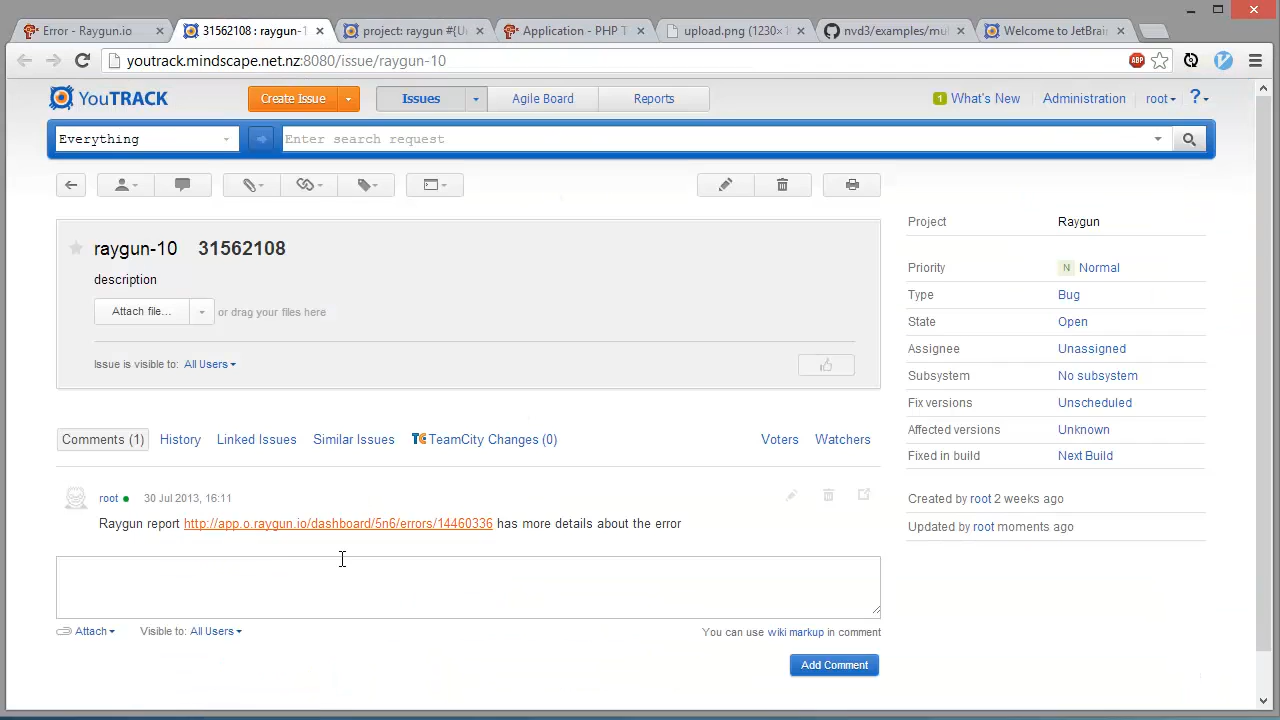 Error - Raygun.io
31562108 : raygun-1
project: raygun #{Un
Application - PHP T
upload.png (1230×1
nvd3/examples/mul
Welcome to JetBrain
youtrack.mindscape.net.nz:8080/issue/raygun-10
ABP
YouTRACK
Create Issue
Issues
Agile Board
Reports
1 What's New
Administration
root
?
Everything
Enter search request
raygun-10 31562108
description
Attach file...
or drag your files here
Issue is visible to: All Users
Project Raygun
Priority N Normal
Type Bug
State Open
Assignee Unassigned
Subsystem No subsystem
Fix versions Unscheduled
Affected versions Unknown
Fixed in build Next Build
Created by root 2 weeks ago
Updated by root moments ago
Comments (1)
History
Linked Issues
Similar Issues
TC TeamCity Changes (0)
Voters
Watchers
root 30 Jul 2013, 16:11
Raygun report http://app.o.raygun.io/dashboard/5n6/errors/14460336 has more details about the error
Attach
Visible to: All Users
You can use wiki markup in comment
Add Comment